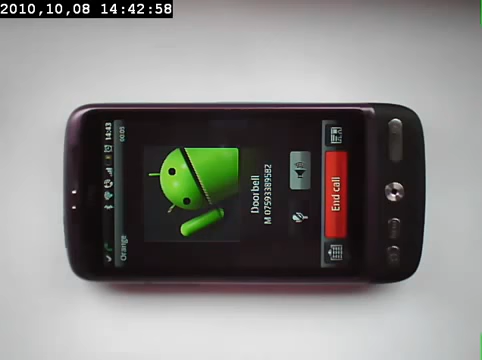 2010,10,08 14:42:58
14:43
Orange
00:05
Doorbell
M 07593389582
End call